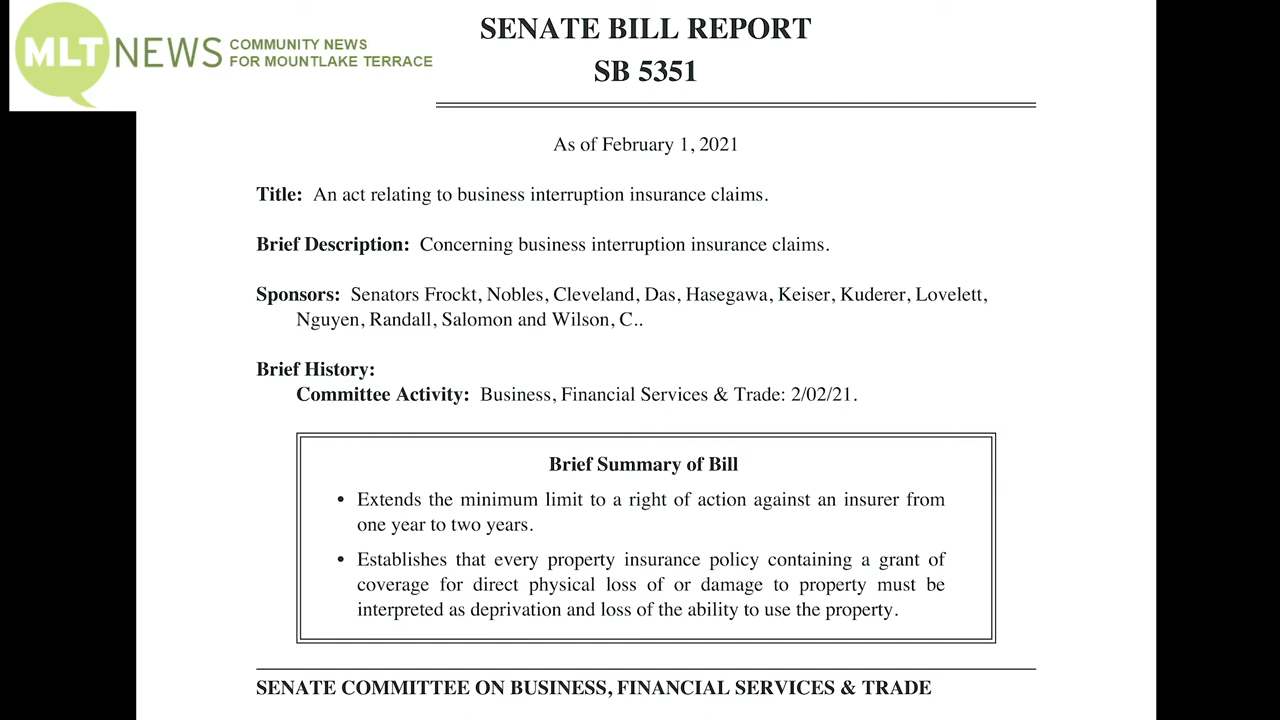 MLT NEWS COMMUNITY NEWS
FOR MOUNTLAKE TERRACE
SENATE BILL REPORT
SB 5351
As of February 1, 2021
Title: An act relating to business interruption insurance claims.
Brief Description: Concerning business interruption insurance claims.
Sponsors: Senators Frockt, Nobles, Cleveland, Das, Hasegawa, Keiser, Kuderer, Lovelett,
Nguyen, Randall, Salomon and Wilson, C..
Brief History:
Committee Activity: Business, Financial Services & Trade: 2/02/21.
Brief Summary of Bill
• Extends the minimum limit to a right of action against an insurer from
one year to two years.
• Establishes that every property insurance policy containing a grant of
coverage for direct physical loss of or damage to property must be
interpreted as deprivation and loss of the ability to use the property.
SENATE COMMITTEE ON BUSINESS, FINANCIAL SERVICES & TRADE